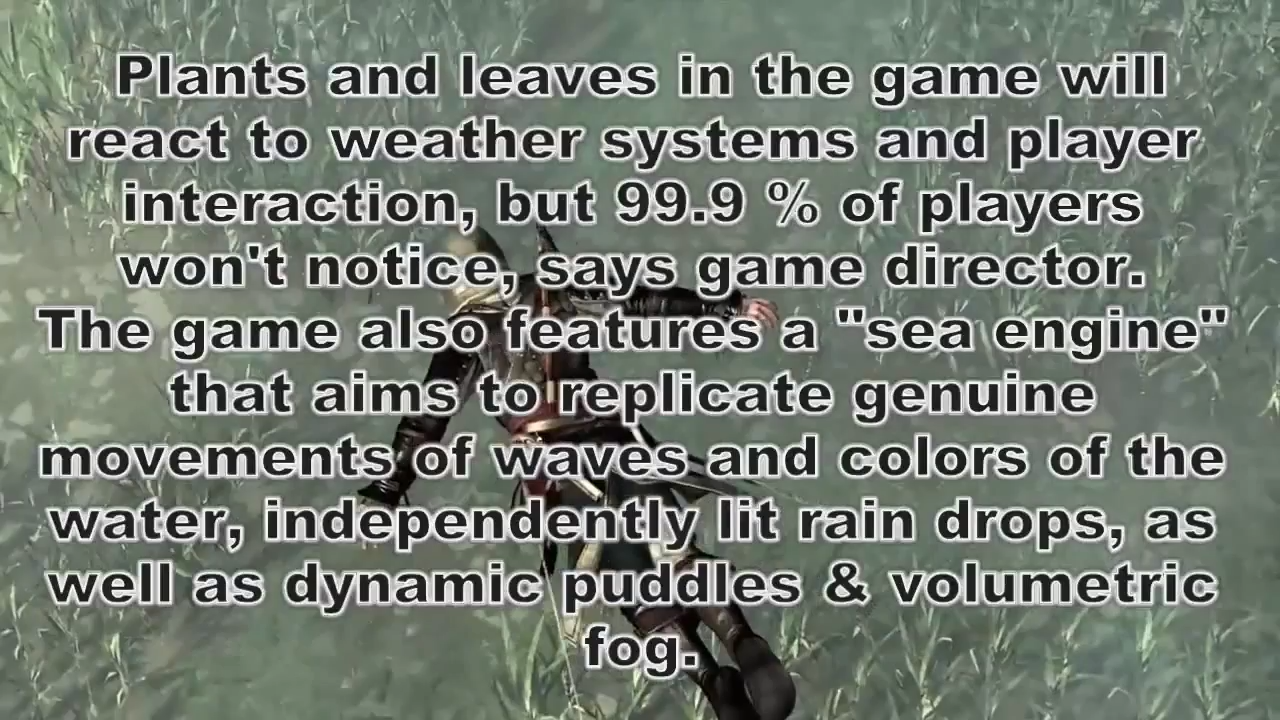 Plants and leaves in the game will
react to weather systems and player
interaction, but 99.9 % of players
won't notice, says game director.
The game also features a "sea engine"
that aims to replicate genuine
movements of waves and colors of the
water, independently lit rain drops, as
well as dynamic puddles & volumetric
fog.